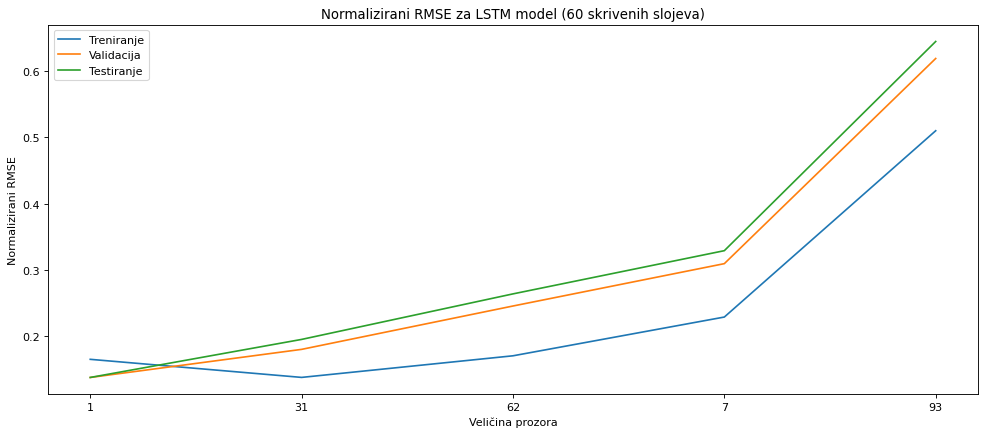 Normalizirani RMSE za LSTM model (60 skrivenih slojeva)
Treniranje
Validacija
Testiranje
Normalizirani RMSE
0.6
0.5
0.4
0.3
0.2
1 31 62 7 93
Veličina prozora